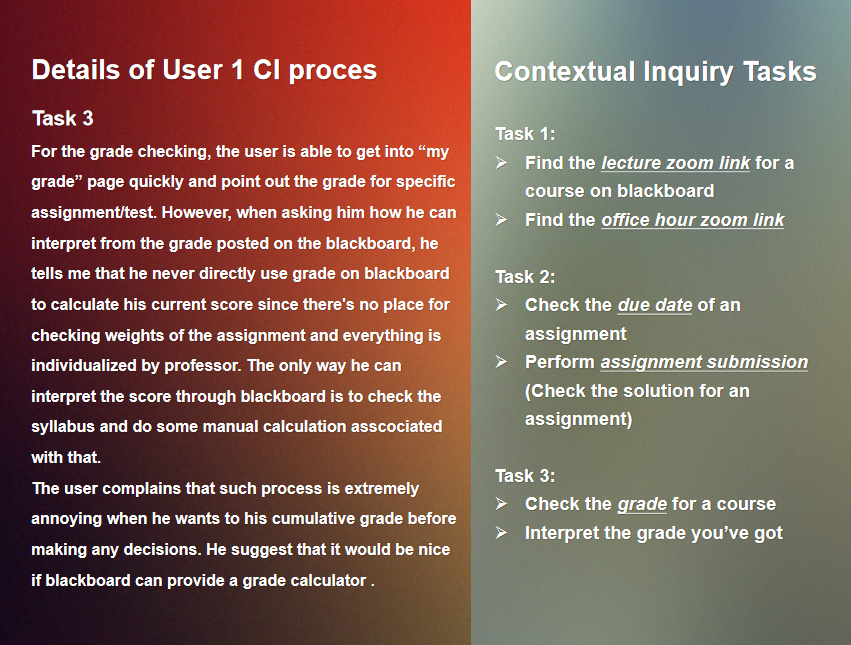 Details of User 1 CI proces
Task 3
For the grade checking, the user is able to get into “my
grade” page quickly and point out the grade for specific
assignment/test. However, when asking him how he can
interpret from the grade posted on the blackboard, he
tells me that he never directly use grade on blackboard
to calculate his current score since there's no place for
checking weights of the assignment and everything is
individualized by professor. The only way he can
interpret the score through blackboard is to check the
syllabus and do some manual calculation asscociated
with that.
The user complains that such process is extremely
annoying when he wants to his cumulative grade before
making any decisions. He suggest that it would be nice
if blackboard can provide a grade calculator .
Contextual Inquiry Tasks
Task 1:
➢ Find the lecture zoom link for a
course on blackboard
➢ Find the office hour zoom link
Task 2:
➢ Check the due date of an
assignment
➢ Perform assignment submission
(Check the solution for an
assignment)
Task 3:
➢ Check the grade for a course
➢ Interpret the grade you’ve got